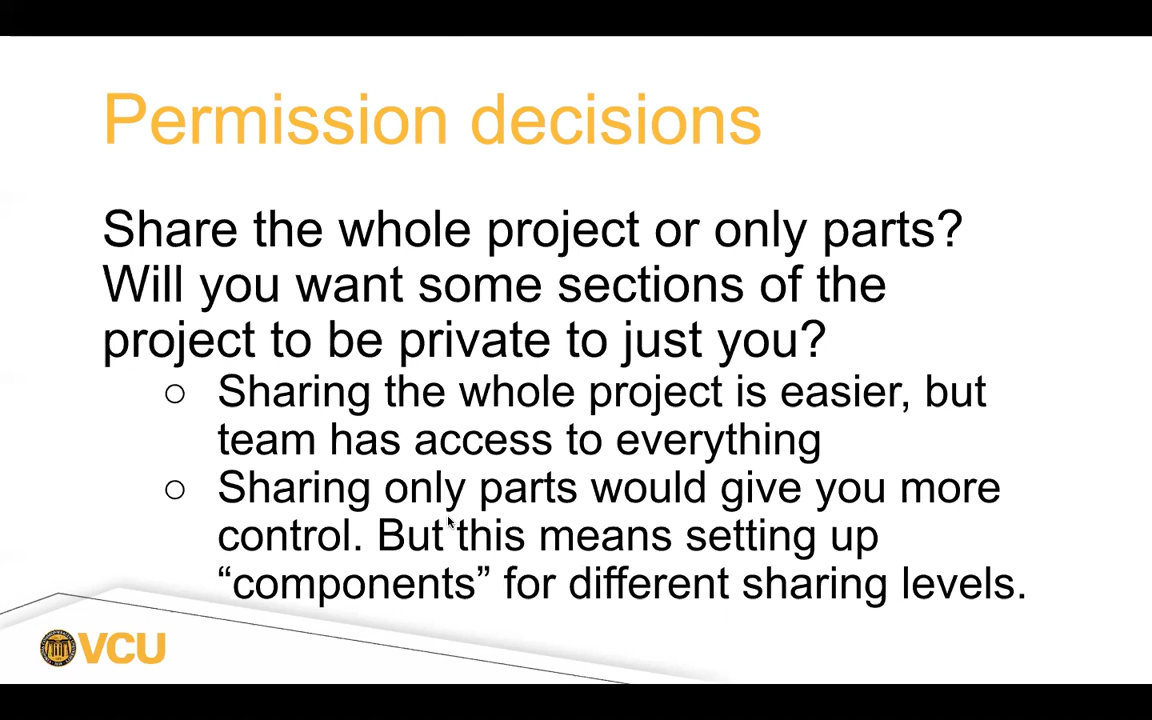 Permission decisions
Share the whole project or only parts?
Will you want some sections of the
project to be private to just you?
○ Sharing the whole project is easier, but
team has access to everything
○ Sharing only parts would give you more
control. But this means setting up
“components” for different sharing levels.
VCU